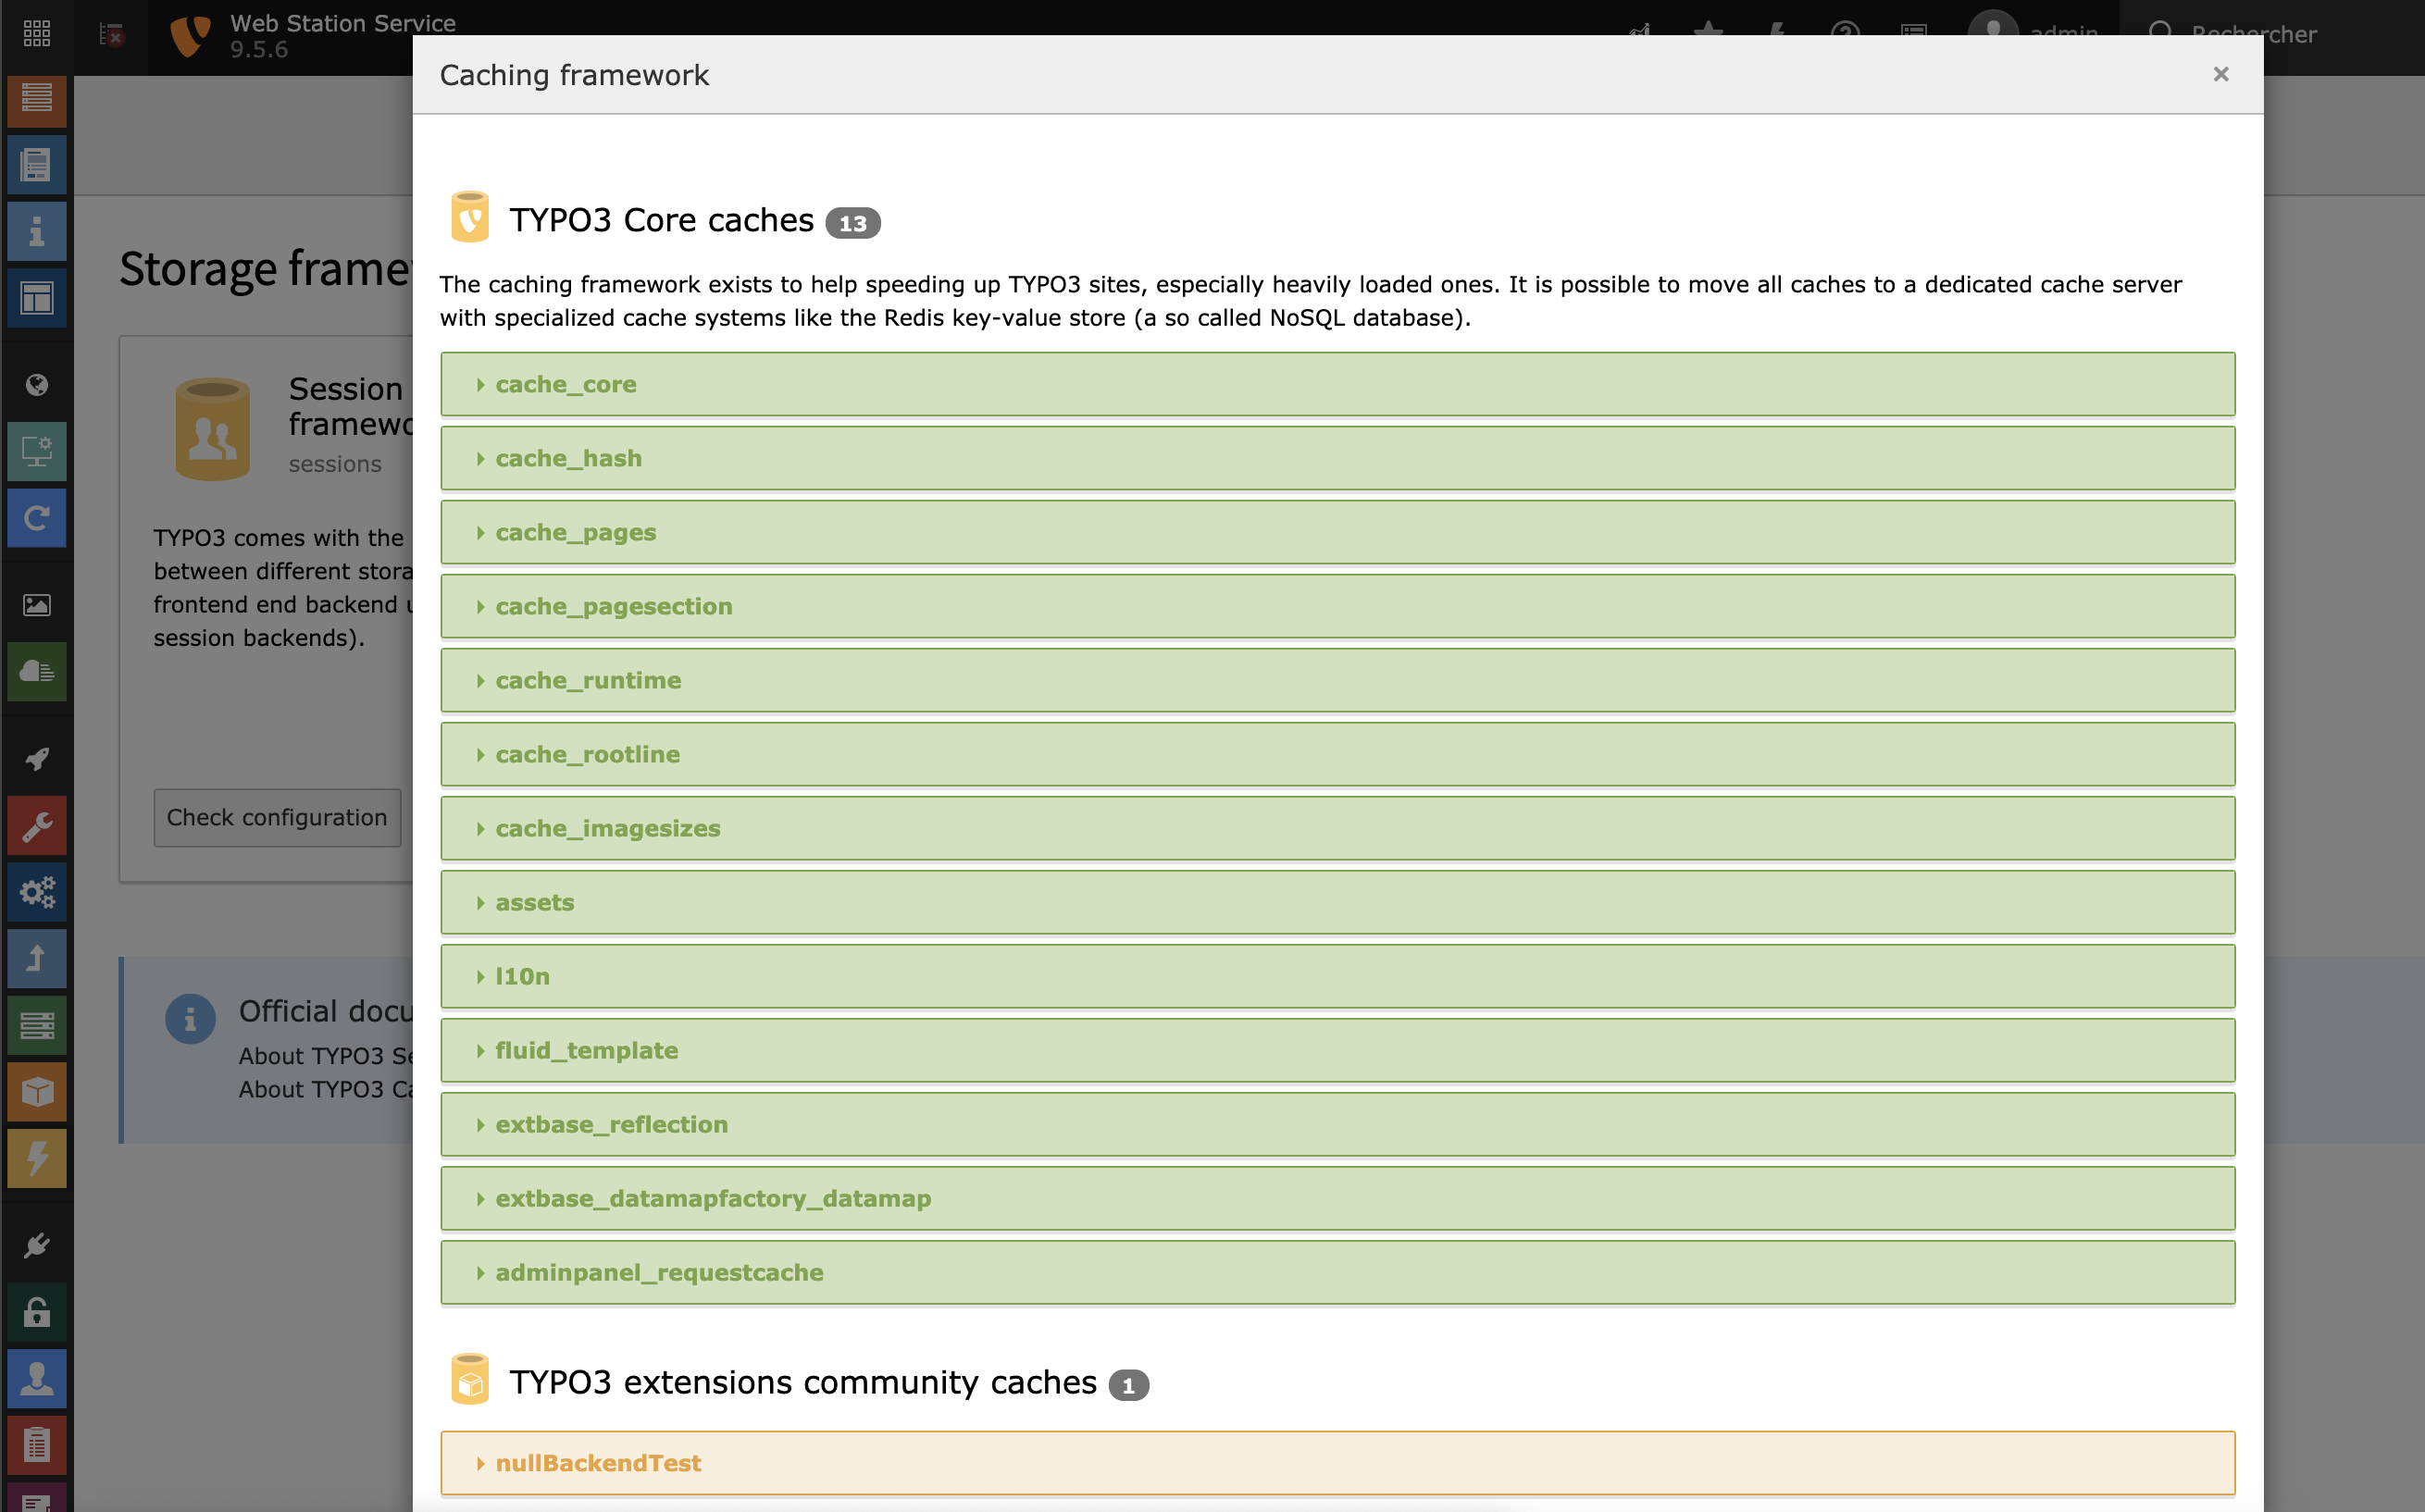 Web Station Service
9.5.6
admin
Rechercher
Caching framework
×
Storage frame
Session
framewo
sessions
TYPO3 comes with the
between different stora
frontend end backend u
session backends).
Check configuration
Official docu
About TYPO3 Se
About TYPO3 Ca
TYPO3 Core caches 13
The caching framework exists to help speeding up TYPO3 sites, especially heavily loaded ones. It is possible to move all caches to a dedicated cache server
with specialized cache systems like the Redis key-value store (a so called NoSQL database).
cache_core
cache_hash
cache_pages
cache_pagesection
cache_runtime
cache_rootline
cache_imagesizes
assets
l10n
fluid_template
extbase_reflection
extbase_datamapfactory_datamap
adminpanel_requestcache
TYPO3 extensions community caches 1
nullBackendTest